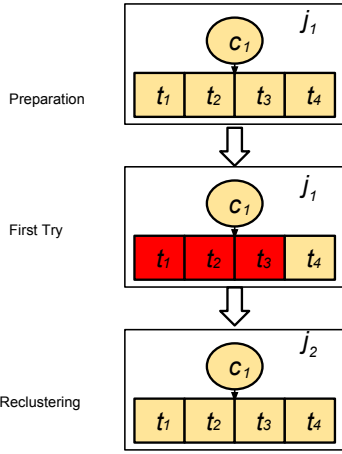 j1
c1
Preparation
t1 t2 t3 t4
j1
c1
First Try
t1 t2 t3 t4
j2
c1
Reclustering
t1 t2 t3 t4